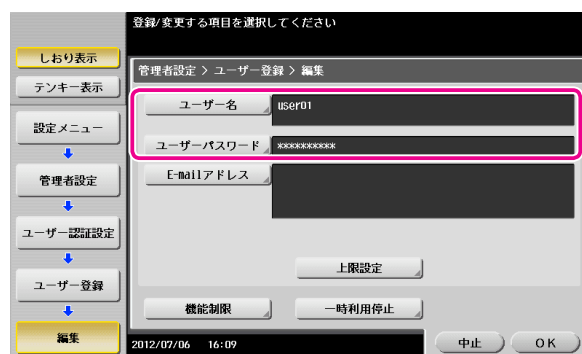 登録/変更する項目を選択してください
しおり表示
テンキー表示
設定メニュー
管理者設定
ユーザー認証設定
ユーザー登録
編集
管理者設定 > ユーザー登録 > 編集
ユーザー名
user01
ユーザーパスワード
**********
E-mailアドレス
上限設定
機能制限
一時利用停止
2012/07/06 16:09
中止
OK